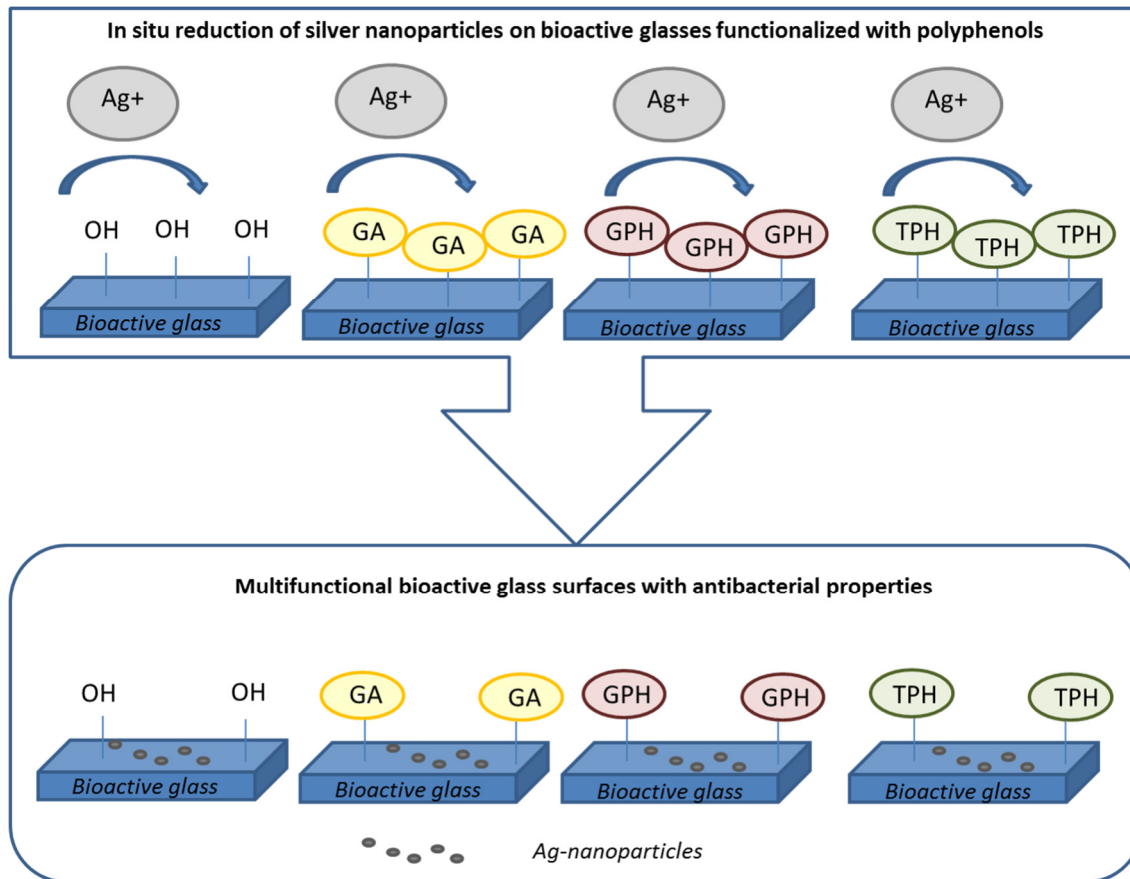 In situ reduction of silver nanoparticles on bioactive glasses functionalized with polyphenols
Ag+ Ag+ Ag+ Ag+
OH OH OH GA GA GA GPH GPH GPH TPH TPH TPH
Bioactive glass Bioactive glass Bioactive glass Bioactive glass
Multifunctional bioactive glass surfaces with antibacterial properties
OH OH GA GA GPH GPH TPH TPH
Bioactive glass Bioactive glass Bioactive glass Bioactive glass
Ag-nanoparticles